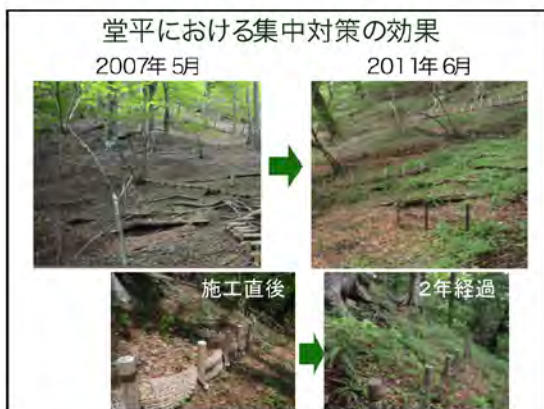 堂平における集中対策の効果
2007年5月
2011年6月
施工直後
2年経過